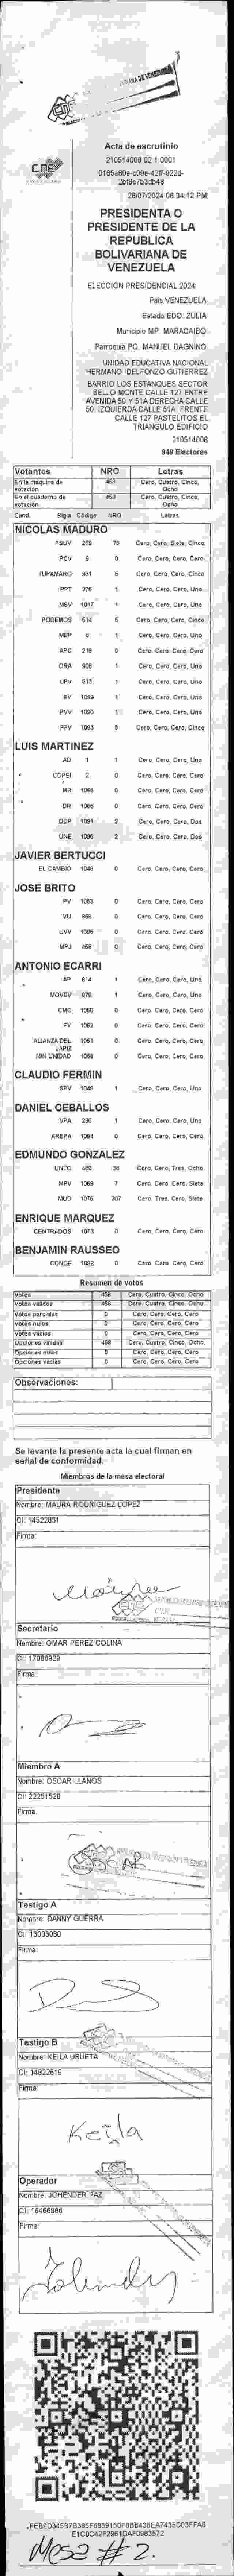 CNE
Acta de escrutinio
210514008.02.1.0001
28/07/2024 06:34:12 PM
PRESIDENTA O
PRESIDENTE DE LA
REPUBLICA
BOLIVARIANA DE
VENEZUELA
ELECCIÓN PRESIDENCIAL 2024
País VENEZUELA
Estado EDO. ZULIA
Municipio MP. MARACAIBO
Parroquia PQ. MANUEL DAGNINO
UNIDAD EDUCATIVA NACIONAL
HERMANO IDELFONZO GUTIERREZ
BARRIO LOS ESTANQUES SECTOR
BELLO MONTE CALLE 127 ENTRE
AVENIDA 50 Y 51A DERECHA CALLE
50. IZQUIERDA CALLE 51A. FRENTE
CALLE 127 PASTELITOS EL
TRIANGULO EDIFICIO
210514008
949 Electores
Votantes NRO Letras
En la máquina de votación 458 Cero, Cuatro, Cinco, Ocho
En el cuaderno de votación 458 Cero, Cuatro, Cinco, Ocho
Cand. Sigla Código NRO. Letras
NICOLAS MADURO
PSUV 269 75 Cero, Cero, Siete, Cinco
PCV 9 0 Cero, Cero, Cero, Cero
TUPAMARO 931 5 Cero, Cero, Cero, Cinco
PPT 276 1 Cero, Cero, Cero, Uno
MSV 1017 1 Cero, Cero, Cero, Uno
PODEMOS 514 5 Cero, Cero, Cero, Cinco
MEP 6 1 Cero, Cero, Cero, Uno
APC 219 0 Cero, Cero, Cero, Cero
ORA 908 1 Cero, Cero, Cero, Uno
UPV 613 1 Cero, Cero, Cero, Uno
EV 1069 1 Cero, Cero, Cero, Uno
PVV 1090 1 Cero, Cero, Cero, Uno
PFV 1093 5 Cero, Cero, Cero, Cinco
LUIS MARTINEZ
AD 1 1 Cero, Cero, Cero, Uno
COPEI 2 0 Cero, Cero, Cero, Cero
MR 1066 0 Cero, Cero, Cero, Cero
BR 1086 0 Cero, Cero, Cero, Cero
DDP 1091 2 Cero, Cero, Cero, Dos
UNE 1096 2 Cero, Cero, Cero, Dos
JAVIER BERTUCCI
EL CAMBIO 1048 0 Cero, Cero, Cero, Cero
JOSE BRITO
PV 1053 0 Cero, Cero, Cero, Cero
VU 968 0 Cero, Cero, Cero, Cero
UVV 1098 0 Cero, Cero, Cero, Cero
MPJ 458 0 Cero, Cero, Cero, Cero
ANTONIO ECARRI
AP 914 1 Cero, Cero, Cero, Uno
MOVEV 978 1 Cero, Cero, Cero, Uno
CMC 1050 0 Cero, Cero, Cero, Cero
FV 1062 0 Cero, Cero, Cero, Cero
ALIANZA DEL LAPIZ 1051 0 Cero, Cero, Cero, Cero
MIN UNIDAD 1068 0 Cero, Cero, Cero, Cero
CLAUDIO FERMIN
SPV 1040 1 Cero, Cero, Cero, Uno
DANIEL CEBALLOS
VPA 236 1 Cero, Cero, Cero, Uno
AREPA 1094 0 Cero, Cero, Cero, Cero
EDMUNDO GONZALEZ
UNTC 460 38 Cero, Cero, Tres, Ocho
MPV 1069 7 Cero, Cero, Cero, Siete
MUD 1076 307 Cero, Tres, Cero, Siete
ENRIQUE MARQUEZ
CENTRADOS 1073 0 Cero, Cero, Cero, Cero
BENJAMIN RAUSSEO
CONDE 1082 0 Cero, Cero, Cero, Cero
Resumen de votos
Votos 458 Cero, Cuatro, Cinco, Ocho
Votos validos 458 Cero, Cuatro, Cinco, Ocho
Votos parciales 0 Cero, Cero, Cero, Cero
Votos nulos 0 Cero, Cero, Cero, Cero
Votos vacios 0 Cero, Cero, Cero, Cero
Opciones validas 458 Cero, Cuatro, Cinco, Ocho
Opciones nulas 0 Cero, Cero, Cero, Cero
Opciones vacias 0 Cero, Cero, Cero, Cero
Observaciones:
Se levanta la presente acta la cual firman en
señal de conformidad.
Miembros de la mesa electoral
Presidente
Nombre: MAURA RODRIGUEZ LOPEZ
CI: 14522831
Firma:
Secretario
Nombre: OMAR PEREZ COLINA
CI: 17086929
Firma:
Miembro A
Nombre: OSCAR LLANOS
CI: 22251528
Firma:
Testigo A
Nombre: DANNY GUERRA
CI: 13003080
Firma:
Testigo B
Nombre: KEILA URUETA
CI: 14822619
Firma:
Keila
Operador
Nombre: JOHENDER PAZ
CI: 16466886
Firma:
Johender
Mesa # 2.